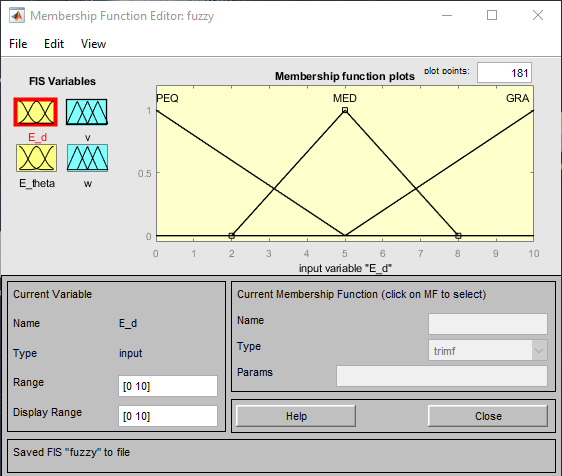 Membership Function Editor: fuzzy
File Edit View
FIS Variables
Membership function plots plot points: 181
PEQ MED GRA
1
0.5
0
0 1 2 3 4 5 6 7 8 9 10
input variable "E_d"
E_d v
E_theta w
Current Variable
Name E_d
Type input
Range [0 10]
Display Range [0 10]
Current Membership Function (click on MF to select)
Name
Type trimf
Params
Help Close
Saved FIS "fuzzy" to file